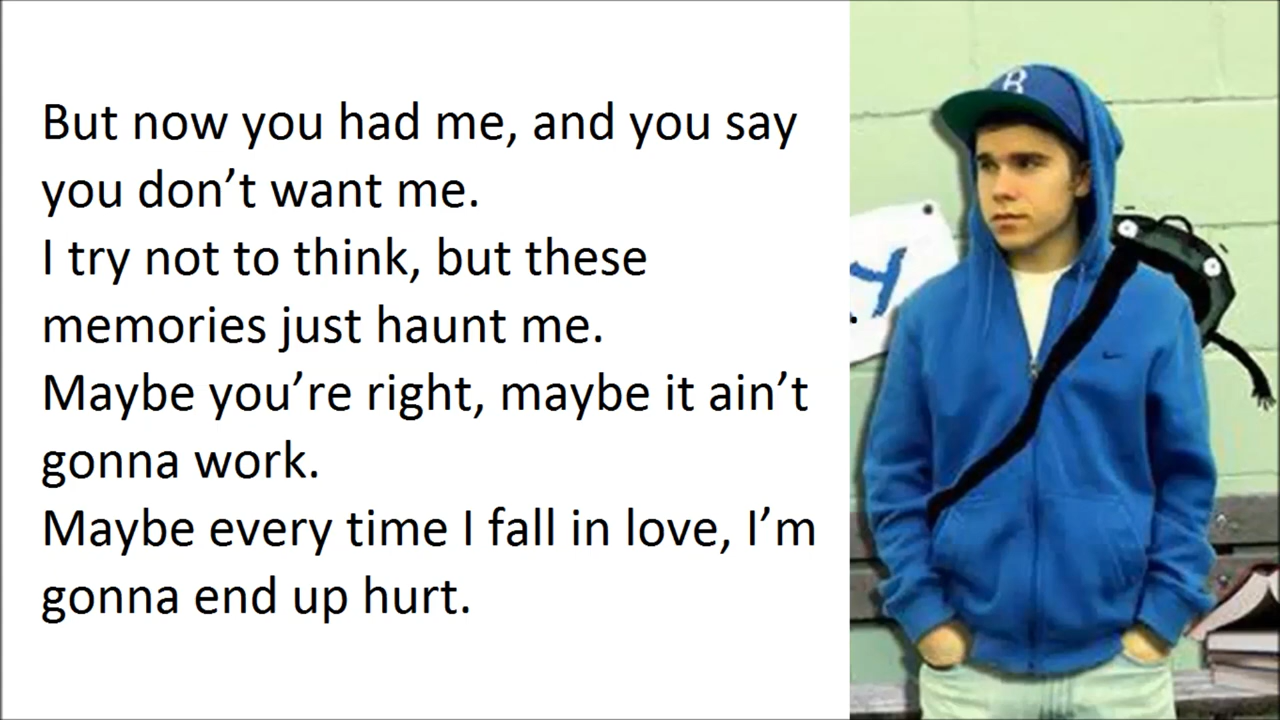 But now you had me, and you say
you don’t want me.
I try not to think, but these
memories just haunt me.
Maybe you’re right, maybe it ain’t
gonna work.
Maybe every time I fall in love, I’m
gonna end up hurt.
B
Y